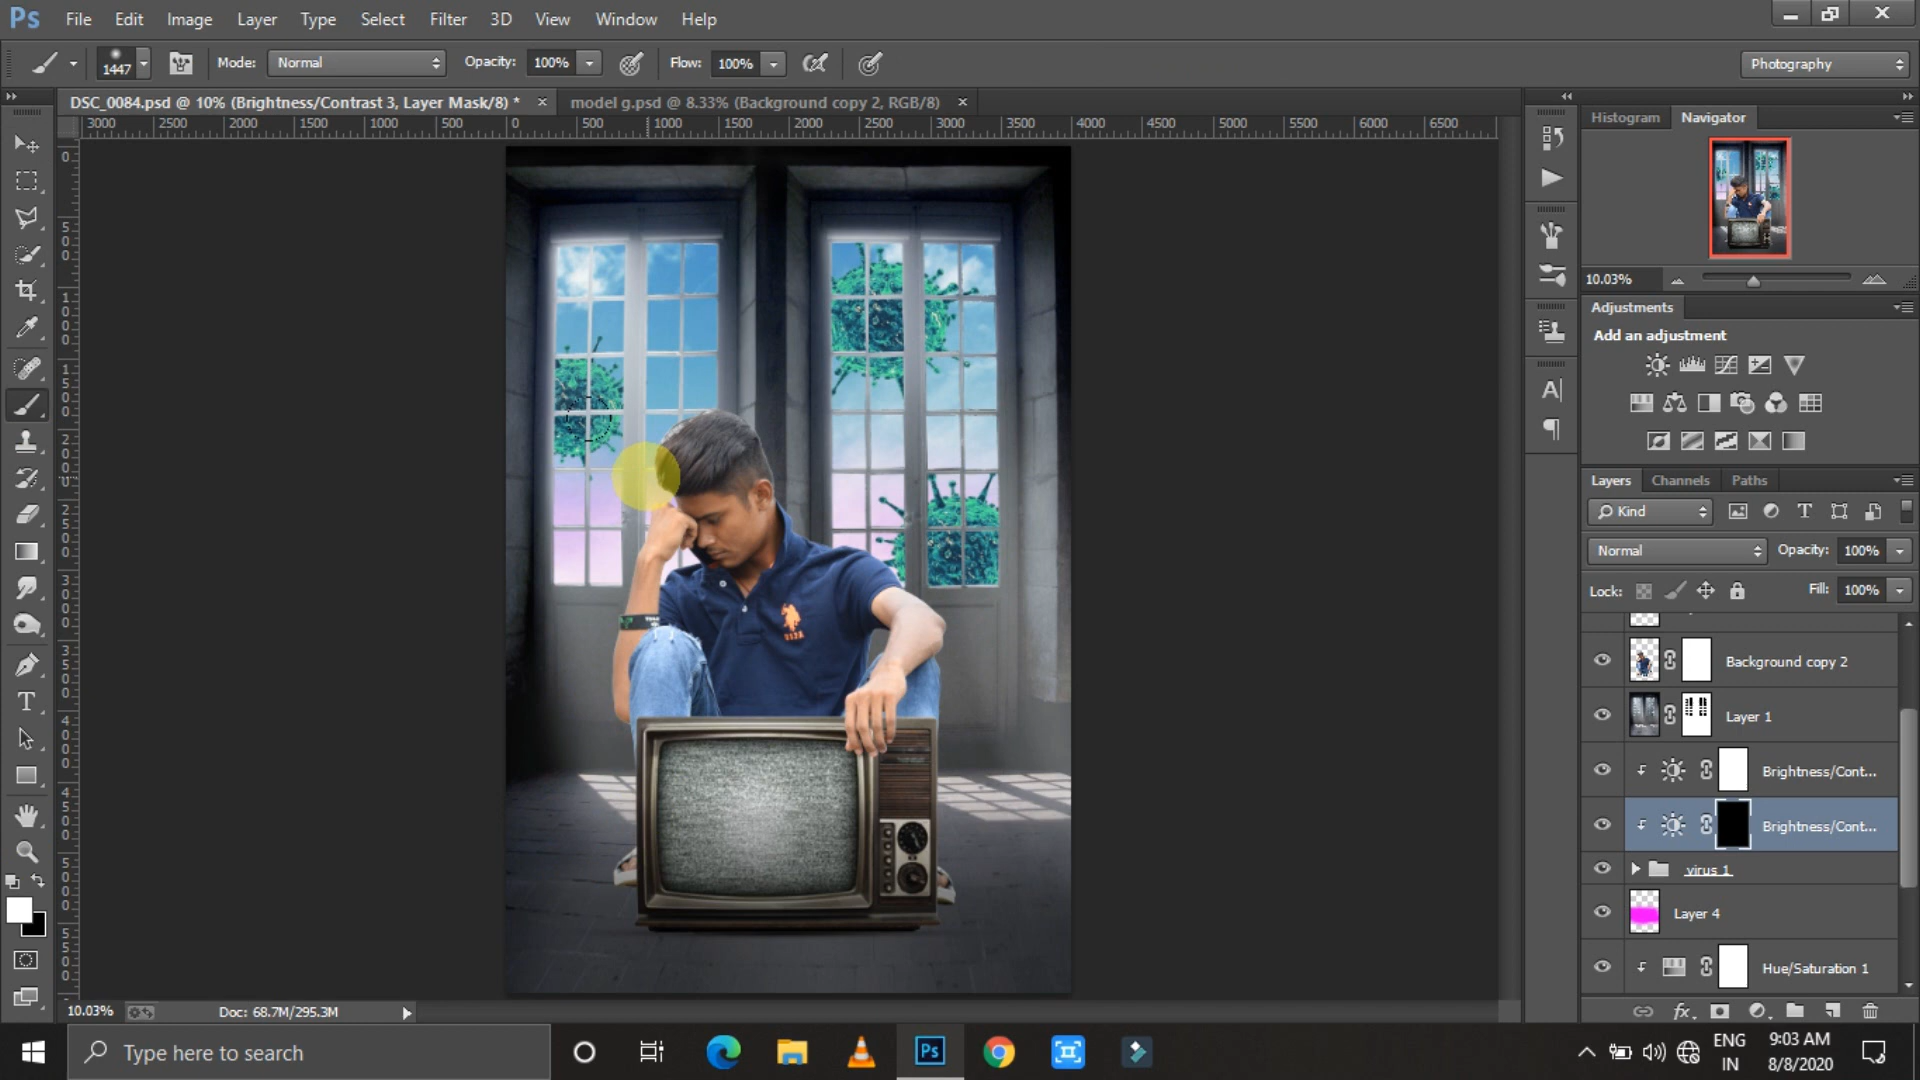 Ps File Edit Image Layer Type Select Filter 3D View Window Help
1447 Mode: Normal Opacity: 100% Flow: 100% Photography
DSC_0084.psd @ 10% (Brightness/Contrast 3, Layer Mask/8) * × model g.psd @ 8.33% (Background copy 2, RGB/8) ×
3000 2500 2000 1500 1000 500 0 500 1000 1500 2000 2500 3000 3500 4000 4500 5000 5500 6000 6500
Histogram Navigator
10.03%
Adjustments
Add an adjustment
Layers Channels Paths
Kind
Normal Opacity: 100%
Lock: Fill: 100%
Background copy 2
Layer 1
Brightness/Cont...
Brightness/Cont...
virus 1
Layer 4
Hue/Saturation 1
10.03% Doc: 68.7M/295.3M
Type here to search
Ps
ENG
IN
9:03 AM
8/8/2020